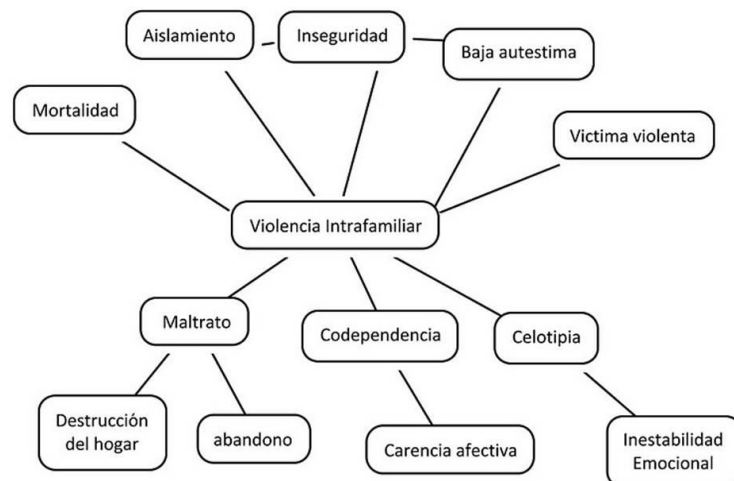 Aislamiento
Inseguridad
Baja autestima
Mortalidad
Victima violenta
Violencia Intrafamiliar
Maltrato
Codependencia
Celotipia
Destrucción
del hogar
abandono
Carencia afectiva
Inestabilidad
Emocional